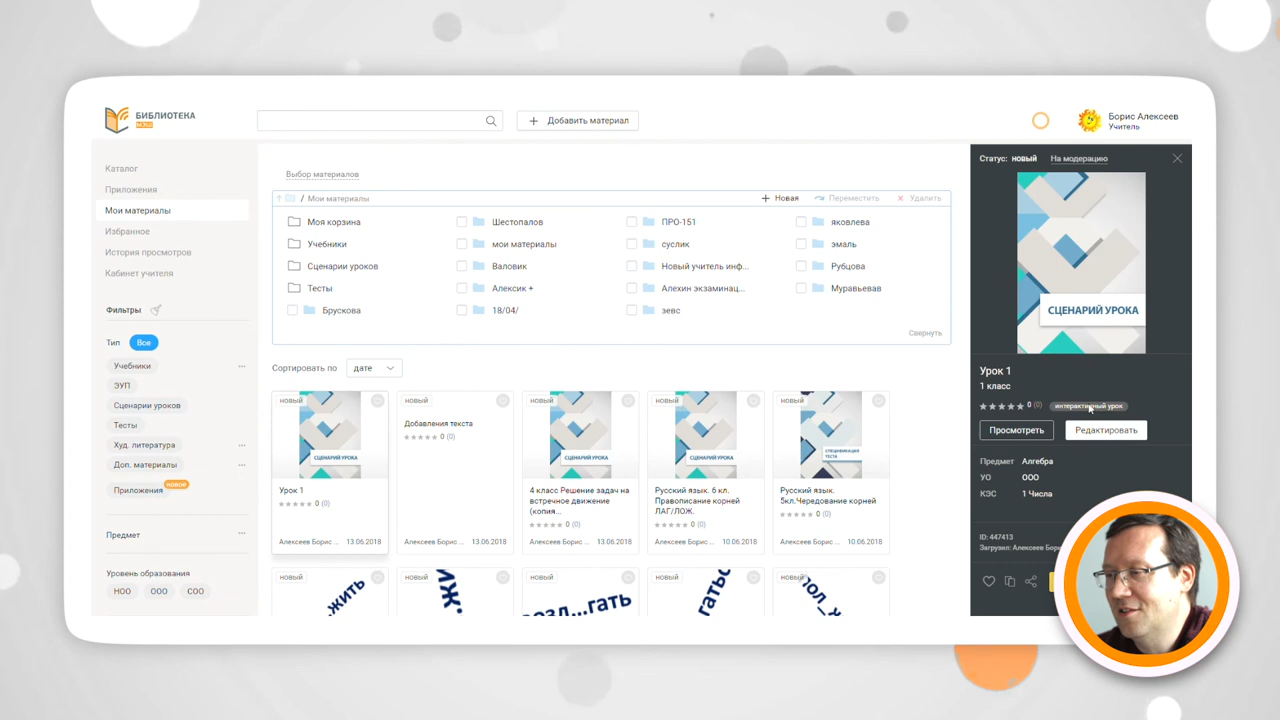 БИБЛИОТЕКА
МЭШ
Добавить материал
Борис Алексеев
Учитель
Каталог
Приложения
Мои материалы
Избранное
История просмотров
Кабинет учителя
Фильтры
Тип Все
Учебники
ЭУП
Сценарии уроков
Тесты
Худ. литература
Доп. материалы
Приложения новое
Предмет
Уровень образования
НОО ООО СОО
Выбор материалов
/ Мои материалы
Новая Переместить Удалить
Моя корзина Шестопалов ПРО-151 яковлева
Учебники мои материалы суслик эмаль
Сценарии уроков Валовик Новый учитель инф... Рубцова
Тесты Алексик + Алехин экзаминац... Муравьевав
Брускова 18/04/ зевс
Свернуть
Сортировать по дате
новый
СЦЕНАРИЙ УРОКА
Урок 1
0 (0)
Алексеев Борис ... 13.06.2018
новый
Добавления текста
0 (0)
Алексеев Борис ... 13.06.2018
новый
СЦЕНАРИЙ УРОКА
4 класс Решение задач на
встречное движение
(копия...
0 (0)
Алексеев Борис ... 13.06.2018
новый
СЦЕНАРИЙ УРОКА
Русский язык. 6 кл.
Правописание корней
ЛАГ/ЛОЖ.
0 (0)
Алексеев Борис ... 10.06.2018
новый
СПЕЦИФИКАЦИЯ
ТЕСТА
Русский язык.
5кл.Чередование корней
0 (0)
Алексеев Борис ... 10.06.2018
новый
новый
новый
новый
новый
Статус: новый На модерацию
СЦЕНАРИЙ УРОКА
Урок 1
1 класс
0 (0) интерактивный урок
Просмотреть Редактировать
Предмет Алгебра
УО ООО
КЭС 1 Числа
ID: 447413
Загрузил: Алексеев